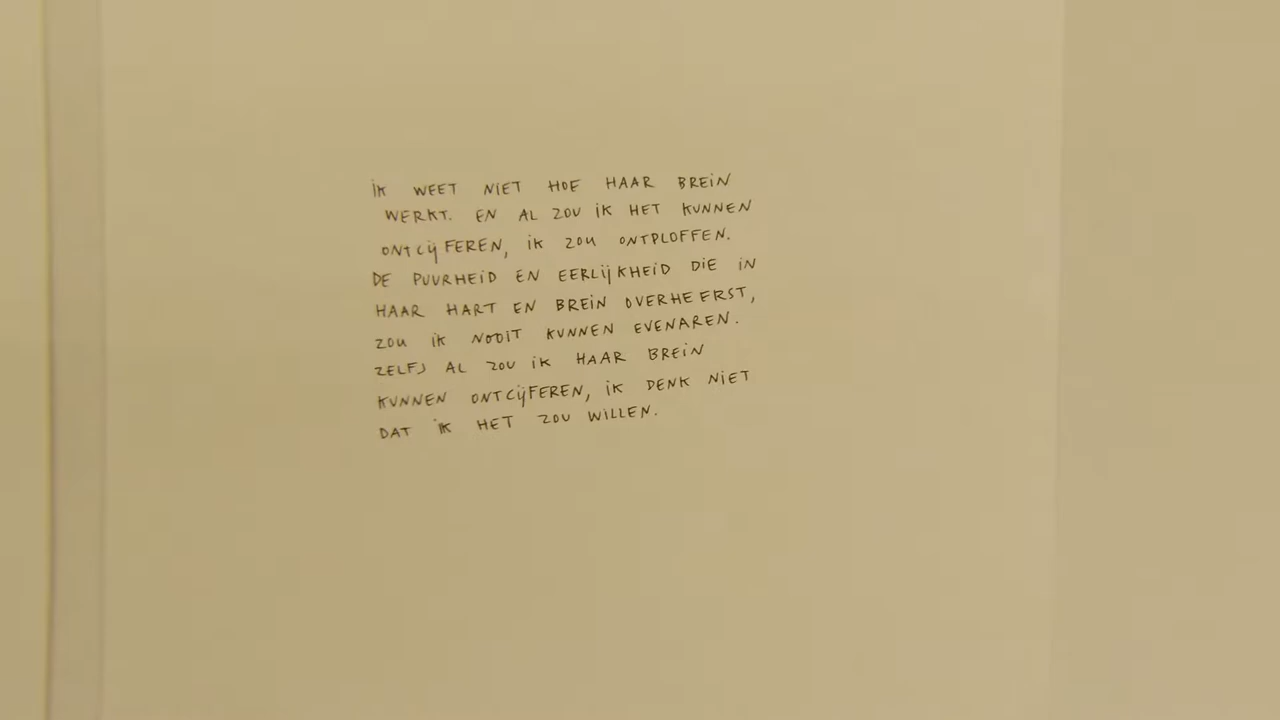 iK WEET NIET HOE HAAR BREiN
WERKT. EN AL ZOU iK HET KUNNEN
ONTCijFEREN, iK ZOU ONTPLOFFEN.
DE PUURHEiD EN EERLijKHEiD DiE iN
HAAR HART EN BREiN OVERHEERST,
ZOU iK NOOiT KUNNEN EVENAREN.
ZELFS AL ZOU iK HAAR BREiN
KUNNEN ONTCijFEREN, iK DENK NiET
DAT iK HET ZOU WiLLEN.